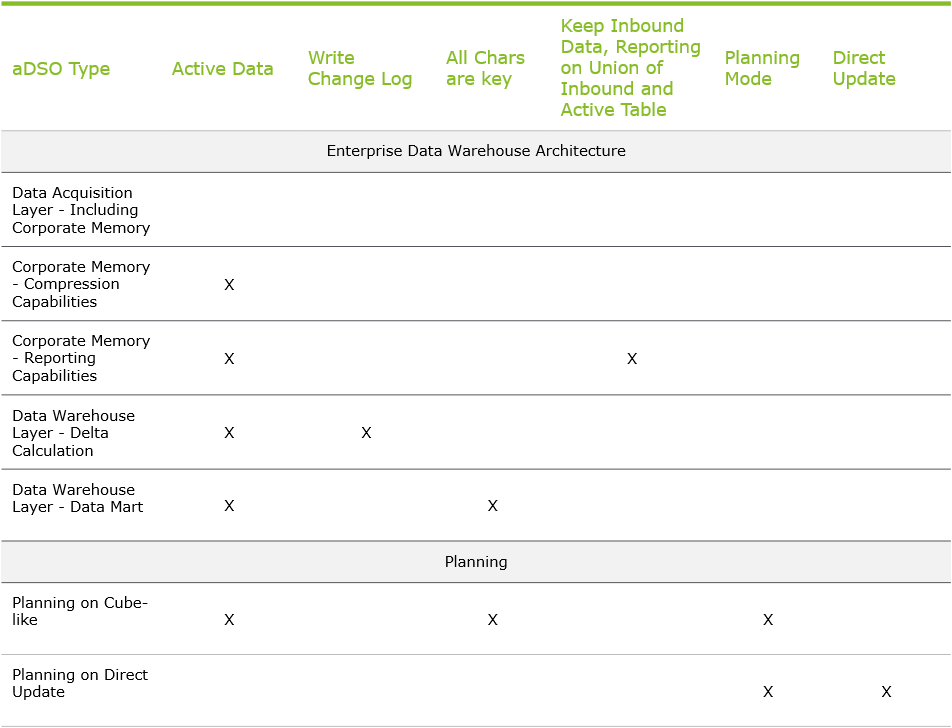 aDSO Type
Active Data
Write
Change Log
All Chars
are key
Keep Inbound
Data, Reporting
on Union of
Inbound and
Active Table
Planning
Mode
Direct
Update
Enterprise Data Warehouse Architecture
Data Acquisition
Layer - Including
Corporate Memory
Corporate Memory
- Compression
Capabilities
X
Corporate Memory
- Reporting
Capabilities
X
X
Data Warehouse
Layer - Delta
Calculation
X
X
Data Warehouse
Layer - Data Mart
X
X
Planning
Planning on Cube-
like
X
X
X
Planning on Direct
Update
X
X